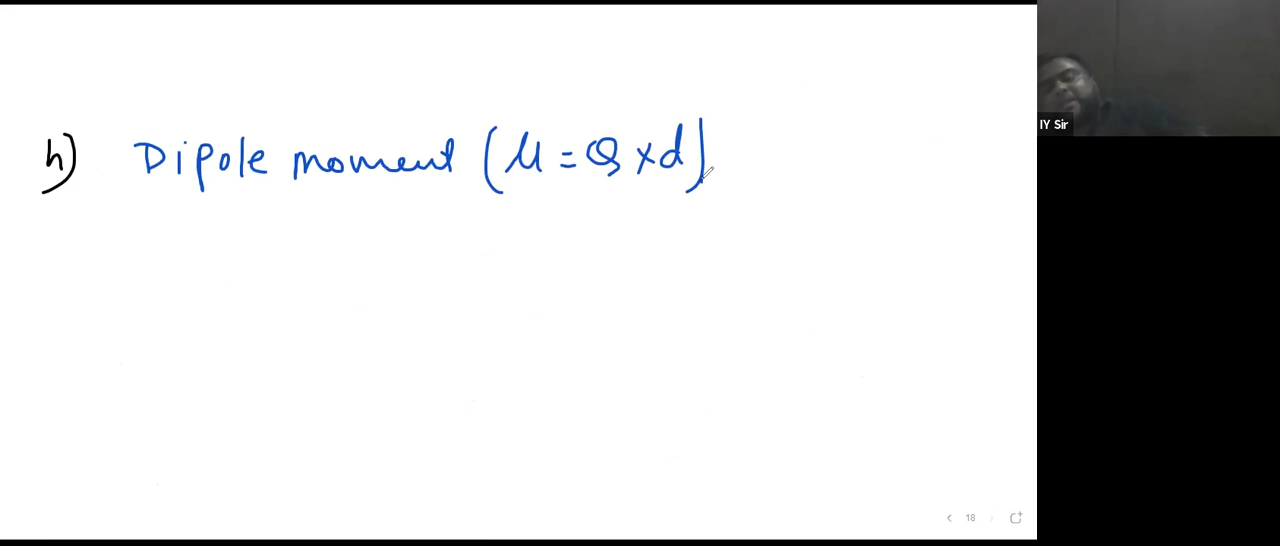 h) Dipole moment (μ = Q × d)
IY Sir
< 18